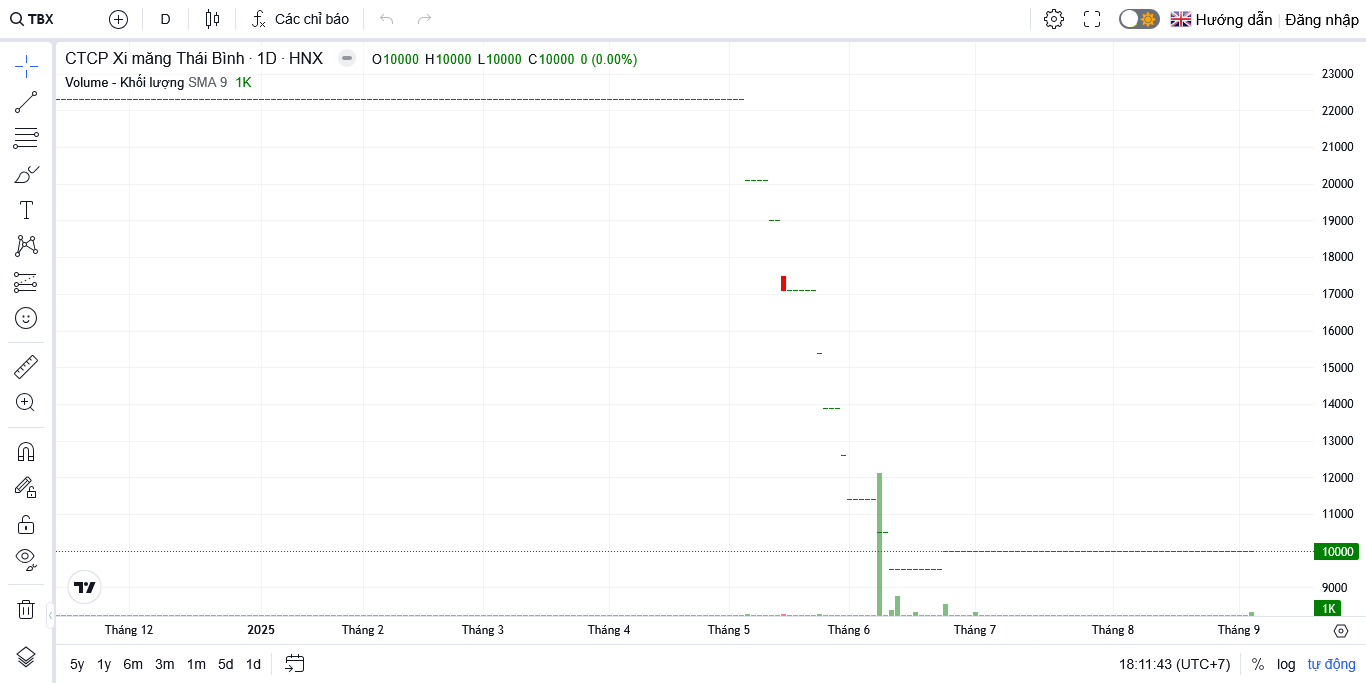 TBX D Các chỉ báo Hướng dẫn Đăng nhập
CTCP Xi măng Thái Bình · 1D · HNX O10000 H10000 L10000 C10000 0 (0.00%)
Volume - Khối lượng SMA 9 1K
23000
22000
21000
20000
19000
18000
17000
16000
15000
14000
13000
12000
11000
10000
9000
1K
Tháng 12 2025 Tháng 2 Tháng 3 Tháng 4 Tháng 5 Tháng 6 Tháng 7 Tháng 8 Tháng 9
5y 1y 6m 3m 1m 5d 1d 18:11:43 (UTC+7) % log tự động